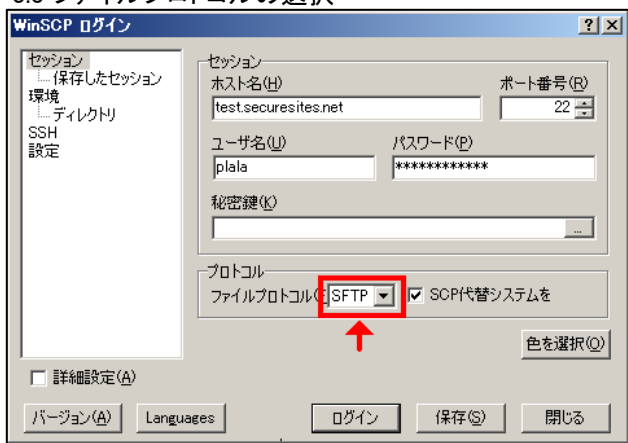 WinSCP ログイン
セッション
保存したセッション
環境
ディレクトリ
SSH
設定
セッション
ホスト名(H)
ポート番号(R)
test.securesites.net
22
ユーザ名(U)
パスワード(P)
plala
************
秘密鍵(K)
...
プロトコル
ファイルプロトコル(
SFTP
SCP代替システムを
色を選択(O)
詳細設定(A)
バージョン(A)
Languages
ログイン
保存(S)
閉じる